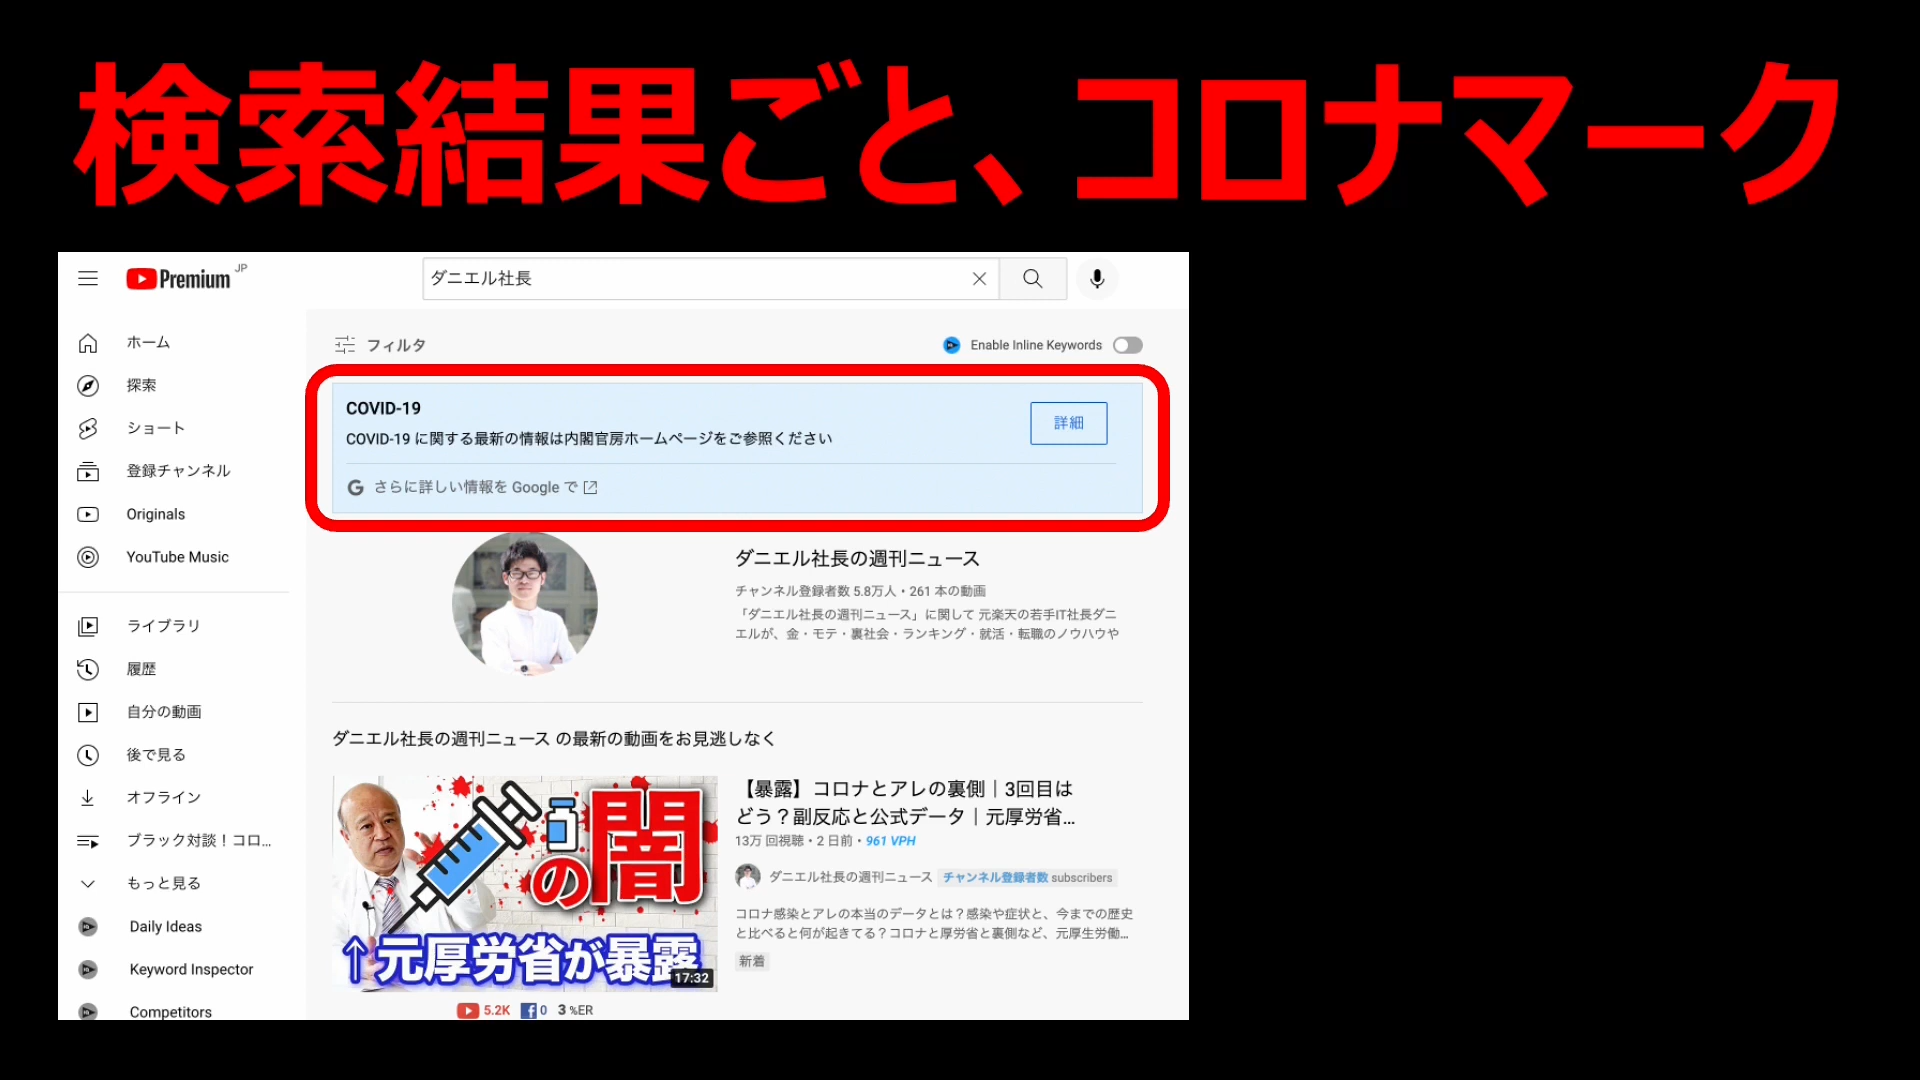 検索結果ごと、コロナマーク
Premium JP
ダニエル社長
ホーム
探索
ショート
登録チャンネル
Originals
YouTube Music
ライブラリ
履歴
自分の動画
後で見る
オフライン
ブラック対談！コロ...
もっと見る
Daily Ideas
Keyword Inspector
Competitors
フィルタ
Enable Inline Keywords
COVID-19
COVID-19 に関する最新の情報は内閣官房ホームページをご参照ください
詳細
さらに詳しい情報を Google で
ダニエル社長の週刊ニュース
チャンネル登録者数 5.8万人・261 本の動画
「ダニエル社長の週刊ニュース」に関して 元楽天の若手IT社長ダニ
エルが、金・モテ・裏社会・ランキング・就活・転職のノウハウや
ダニエル社長の週刊ニュース の最新の動画をお見逃しなく
の闇
↑元厚労省が暴露
17:32
5.2K 0 3 %ER
【暴露】コロナとアレの裏側｜3回目は
どう？副反応と公式データ｜元厚労省...
13万 回視聴・2 日前・961 VPH
ダニエル社長の週刊ニュース チャンネル登録者数 subscribers
コロナ感染とアレの本当のデータとは？感染や症状と、今までの歴史
と比べると何が起きてる？コロナと厚労省と裏側など、元厚生労働...
新着